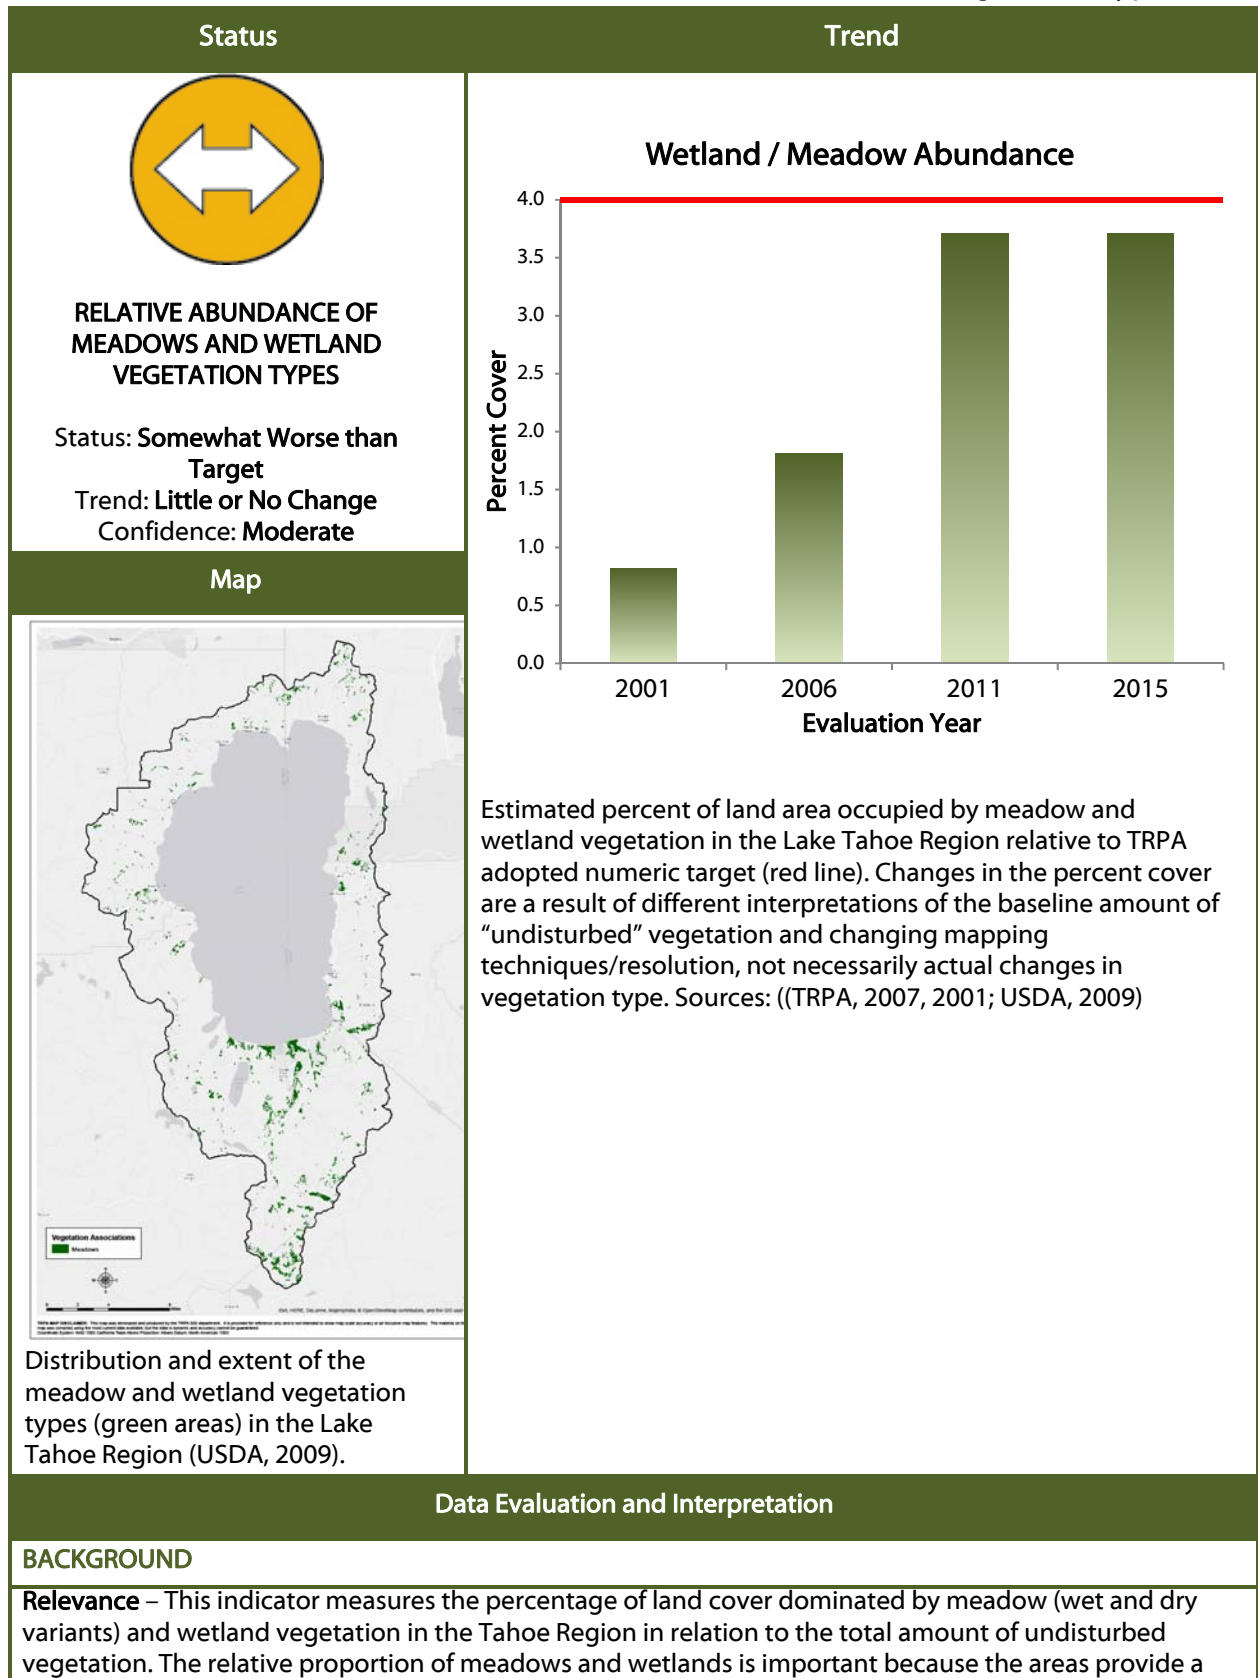 Status
Trend
RELATIVE ABUNDANCE OF
MEADOWS AND WETLAND
VEGETATION TYPES
Status: Somewhat Worse than
Target
Trend: Little or No Change
Confidence: Moderate
Wetland / Meadow Abundance
Percent Cover
4.0
3.5
3.0
2.5
2.0
1.5
1.0
0.5
0.0
2001 2006 2011 2015
Evaluation Year
Estimated percent of land area occupied by meadow and
wetland vegetation in the Lake Tahoe Region relative to TRPA
adopted numeric target (red line). Changes in the percent cover
are a result of different interpretations of the baseline amount of
“undisturbed” vegetation and changing mapping
techniques/resolution, not necessarily actual changes in
vegetation type. Sources: ((TRPA, 2007, 2001; USDA, 2009)
Map
Vegetation Associations
Meadows
Distribution and extent of the
meadow and wetland vegetation
types (green areas) in the Lake
Tahoe Region (USDA, 2009).
Data Evaluation and Interpretation
BACKGROUND
Relevance – This indicator measures the percentage of land cover dominated by meadow (wet and dry
variants) and wetland vegetation in the Tahoe Region in relation to the total amount of undisturbed
vegetation. The relative proportion of meadows and wetlands is important because the areas provide a